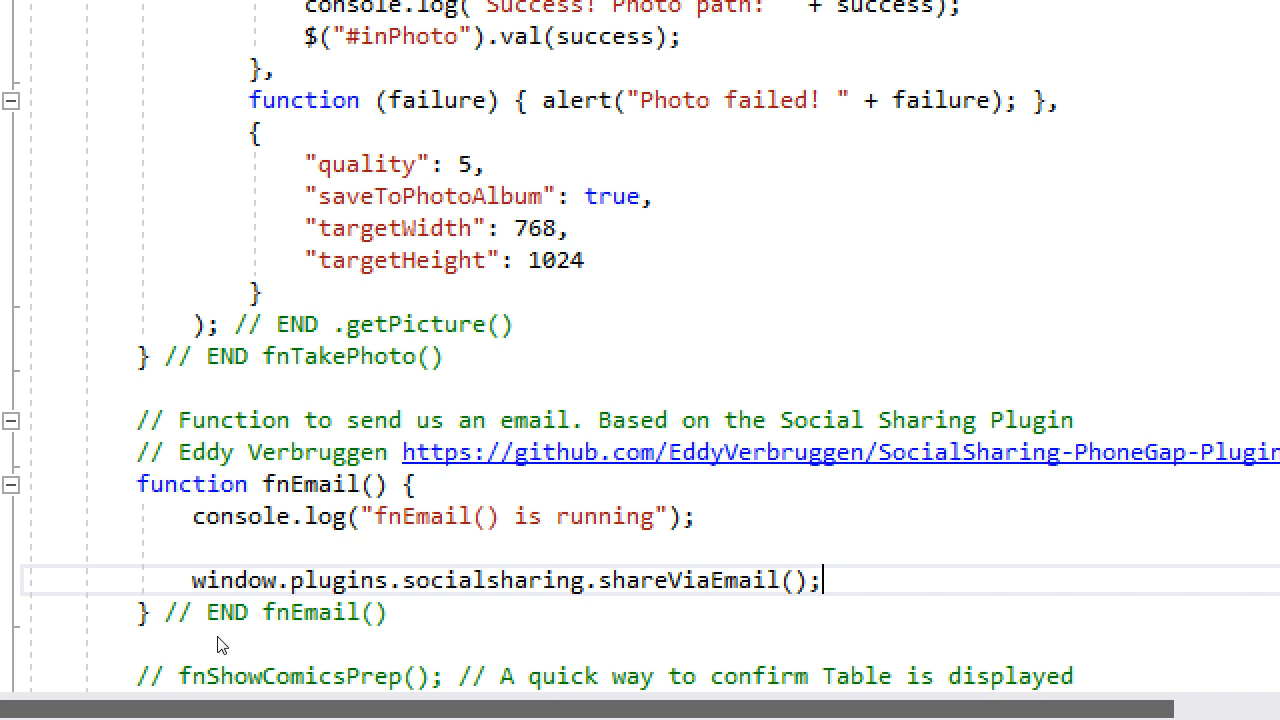 console.log("Success! Photo path: " + success);
$("#inPhoto").val(success);
},
function (failure) { alert("Photo failed! " + failure); },
{
"quality": 5,
"saveToPhotoAlbum": true,
"targetWidth": 768,
"targetHeight": 1024
}
); // END .getPicture()
} // END fnTakePhoto()
// Function to send us an email. Based on the Social Sharing Plugin
// Eddy Verbruggen https://github.com/EddyVerbruggen/SocialSharing-PhoneGap-Plugin
function fnEmail() {
console.log("fnEmail() is running");
window.plugins.socialsharing.shareViaEmail();
} // END fnEmail()
// fnShowComicsPrep(); // A quick way to confirm Table is displayed